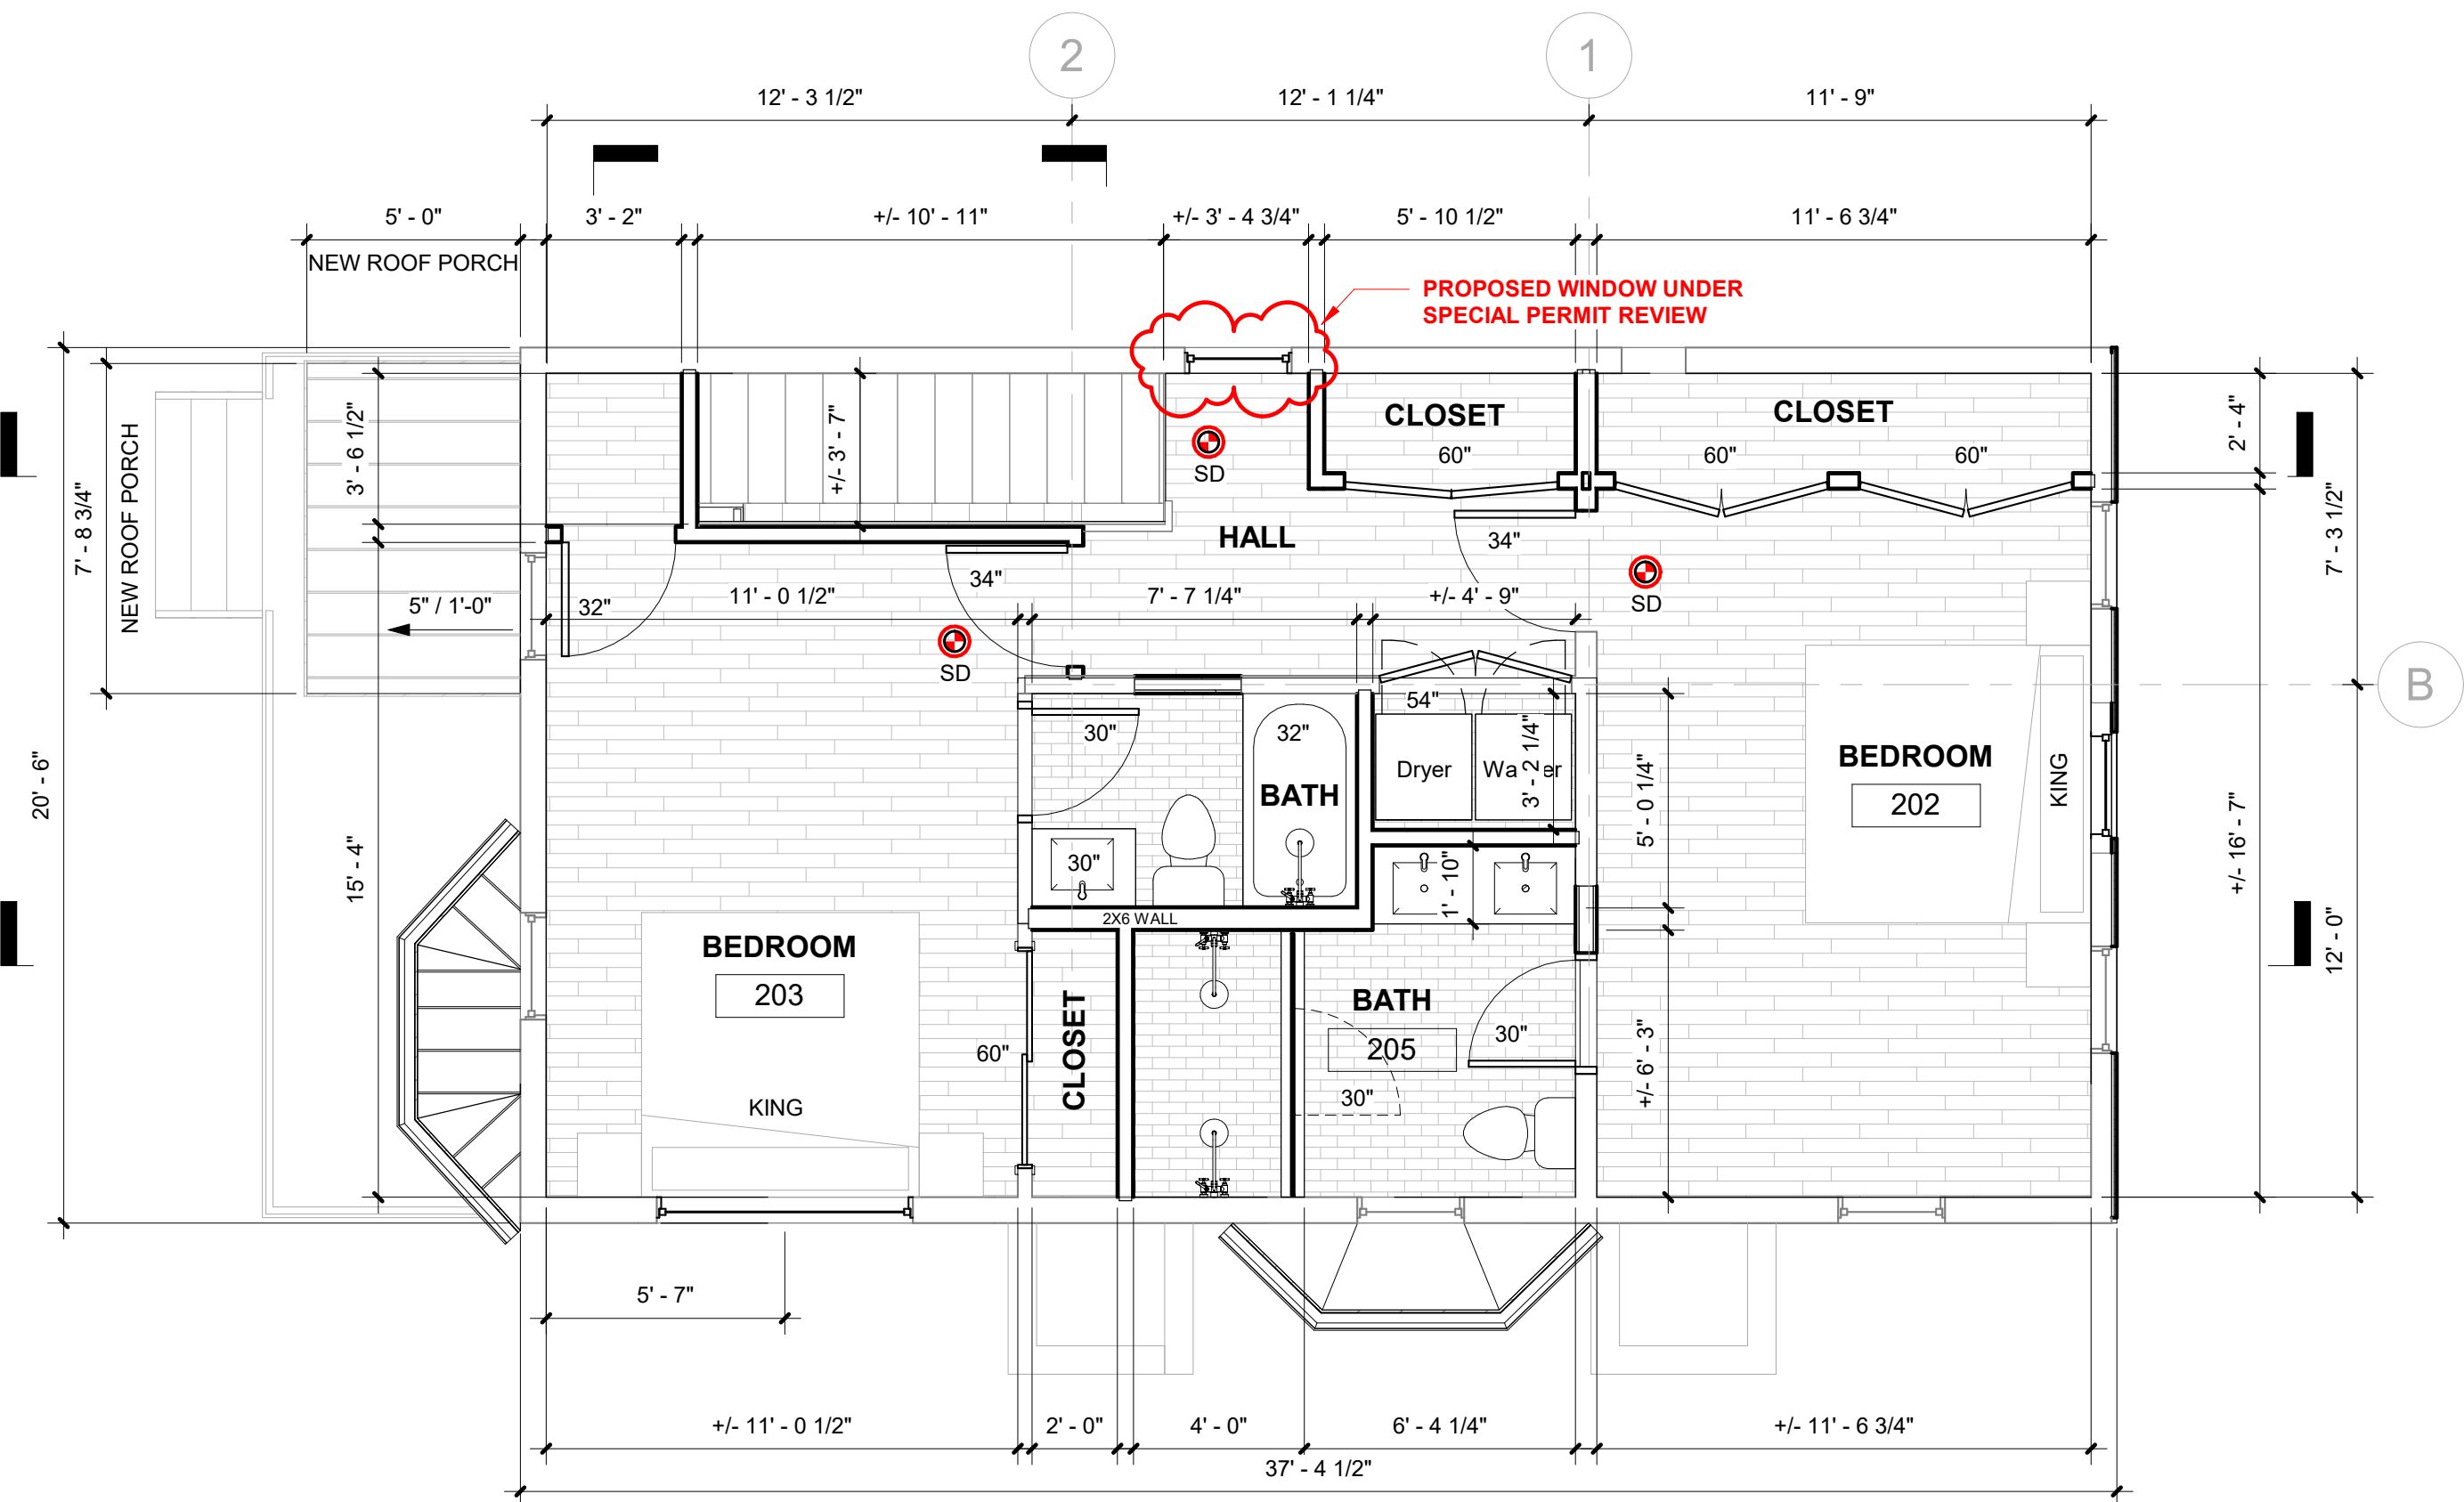 2
1
12' - 3 1/2"
12' - 1 1/4"
11' - 9"
5' - 0"
3' - 2"
+/- 10' - 11"
+/- 3' - 4 3/4"
5' - 10 1/2"
11' - 6 3/4"
NEW ROOF PORCH
PROPOSED WINDOW UNDER
SPECIAL PERMIT REVIEW
CLOSET
CLOSET
60"
60"
60"
2' - 4"
3' - 6 1/2"
+/- 3' - 7"
SD
NEW ROOF PORCH
7' - 8 3/4"
HALL
34"
7' - 3 1/2"
34"
5" / 1'-0"
32"
11' - 0 1/2"
7' - 7 1/4"
+/- 4' - 9"
SD
SD
B
54"
30"
32"
3' - 2 1/4"
Dryer
BATH
BEDROOM
202
KING
5' - 0 1/4"
20' - 6"
15' - 4"
30"
1' - 10"
+/- 16' - 7"
2X6 WALL
12' - 0"
BEDROOM
203
BATH
205
30"
30"
60"
CLOSET
+/- 6' - 3"
KING
5' - 7"
+/- 11' - 0 1/2"
2' - 0"
4' - 0"
6' - 4 1/4"
+/- 11' - 6 3/4"
37' - 4 1/2"